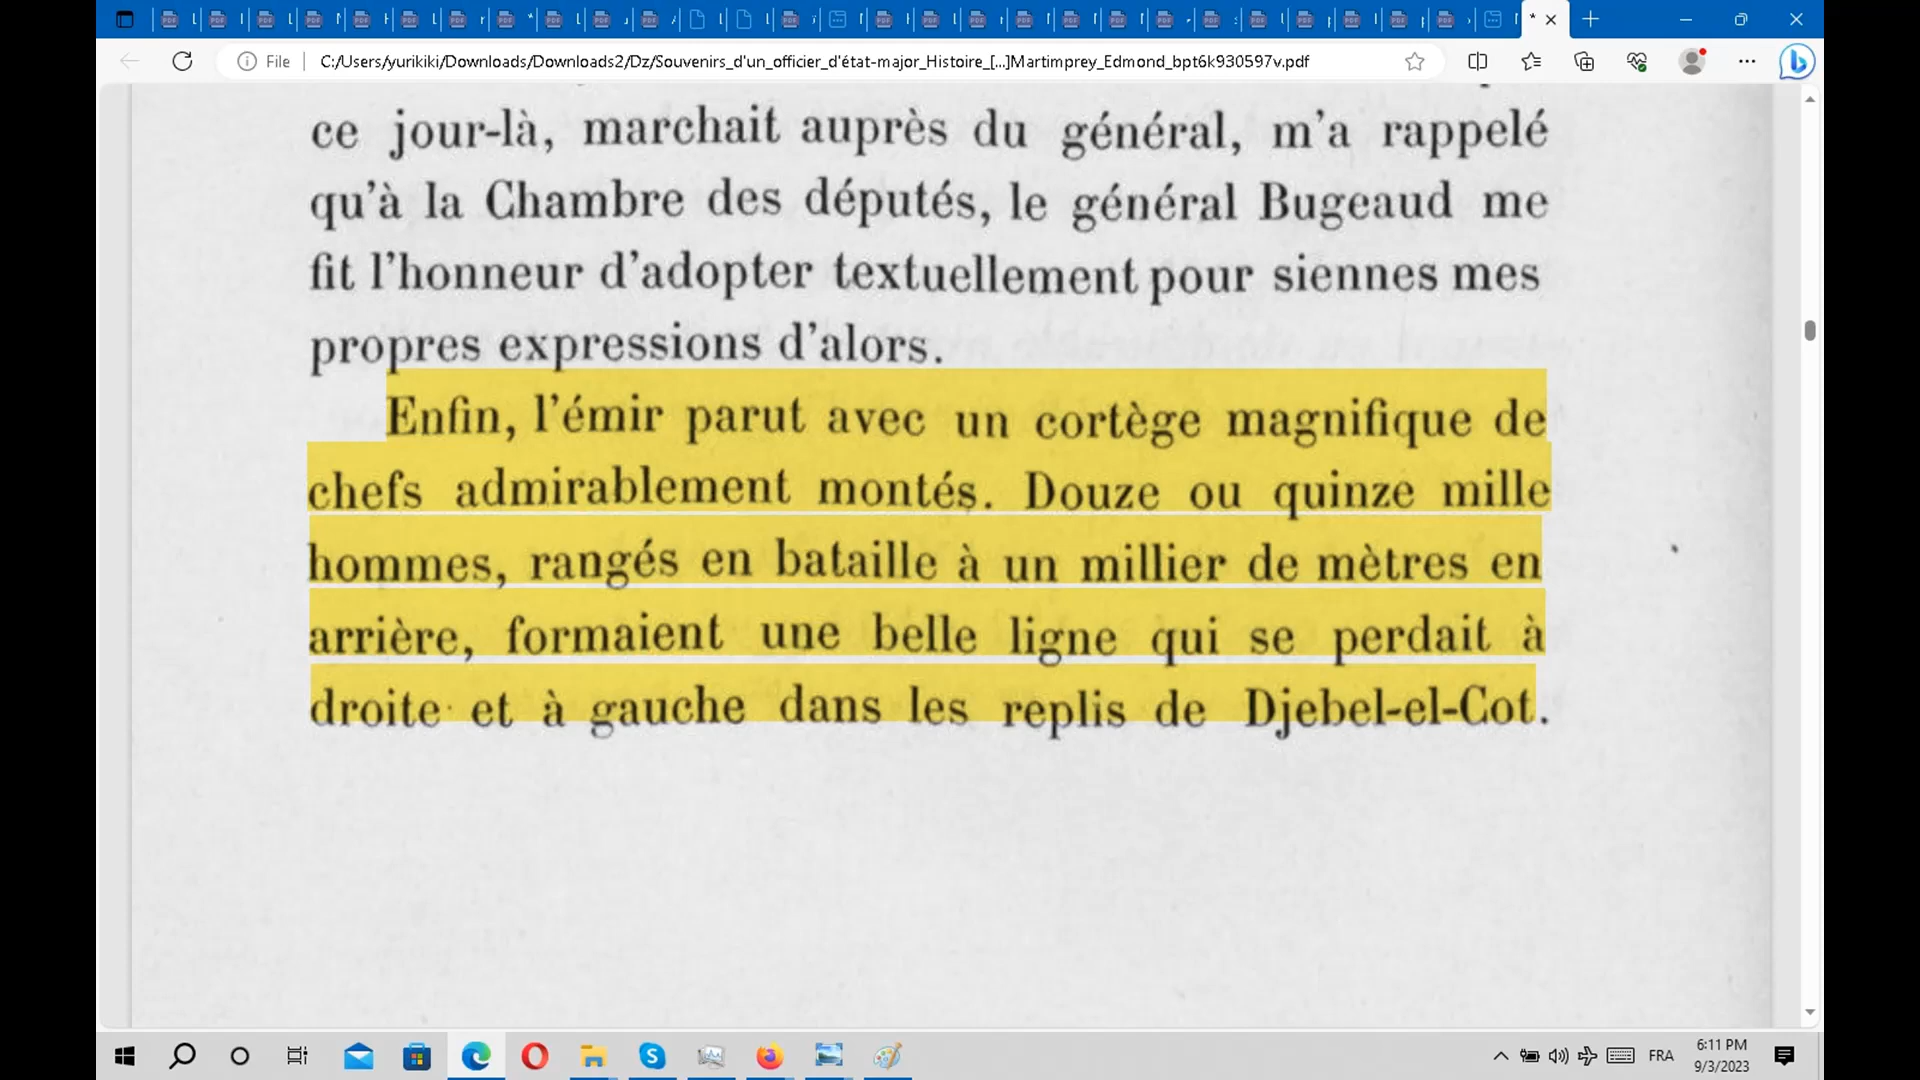 File
C:/Users/yurikiki/Downloads/Downloads2/Dz/Souvenirs_d'un_officier_d'état-major_Histoire_[...]Martimprey_Edmond_bpt6k930597v.pdf
ce jour-là, marchait auprès du général, m'a rappelé
qu'à la Chambre des députés, le général Bugeaud me
fit l'honneur d'adopter textuellement pour siennes mes
propres expressions d'alors.
Enfin, l'émir parut avec un cortège magnifique de
chefs admirablement montés. Douze ou quinze mille
hommes, rangés en bataille à un millier de mètres en
arrière, formaient une belle ligne qui se perdait à
droite et à gauche dans les replis de Djebel-el-Cot.
FRA
6:11 PM
9/3/2023